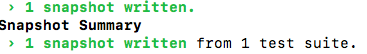 › 1 snapshot written.
Snapshot Summary
› 1 snapshot written from 1 test suite.